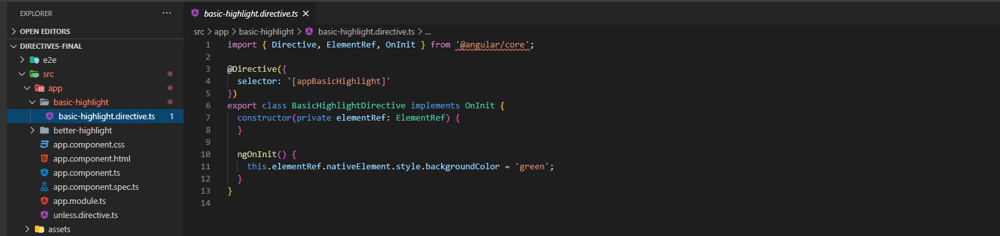 EXPLORER
···
OPEN EDITORS
DIRECTIVES-FINAL
e2e
src
app
basic-highlight
basic-highlight.directive.ts 1
better-highlight
app.component.css
app.component.html
app.component.ts
app.component.spec.ts
app.module.ts
unless.directive.ts
assets
basic-highlight.directive.ts ×
src > app > basic-highlight > basic-highlight.directive.ts > ...
1 import { Directive, ElementRef, OnInit } from '@angular/core';
2
3 @Directive({
4   selector: '[appBasicHighlight]'
5 })
6 export class BasicHighlightDirective implements OnInit {
7   constructor(private elementRef: ElementRef) {
8   }
9
10   ngOnInit() {
11     this.elementRef.nativeElement.style.backgroundColor = 'green';
12   }
13 }
14